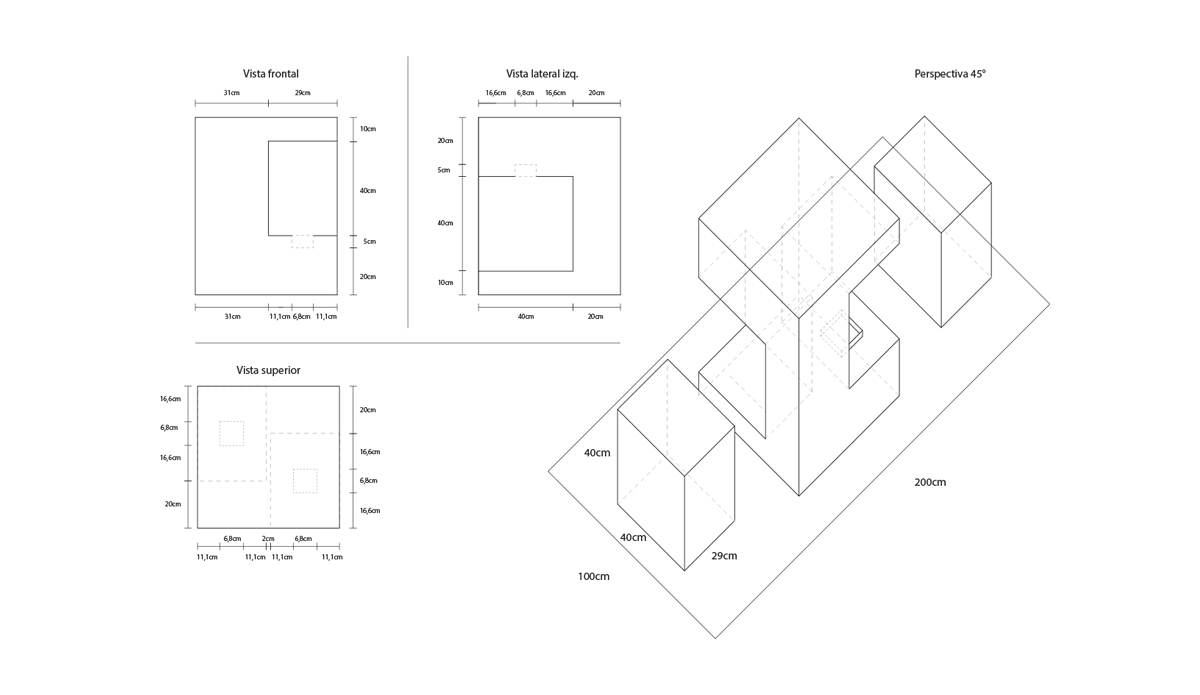 Vista frontal
31cm 29cm
10cm
40cm
5cm
20cm
31cm 11,1cm 6,8cm 11,1cm
Vista lateral izq.
16,6cm 6,8cm 16,6cm 20cm
20cm
5cm
40cm
10cm
40cm 20cm
Vista superior
16,6cm
6,8cm
16,6cm
20cm
20cm
16,6cm
6,8cm
16,6cm
6,8cm 2cm 6,8cm
11,1cm 11,1cm 11,1cm 11,1cm
Perspectiva 45°
40cm
40cm
29cm
100cm
200cm